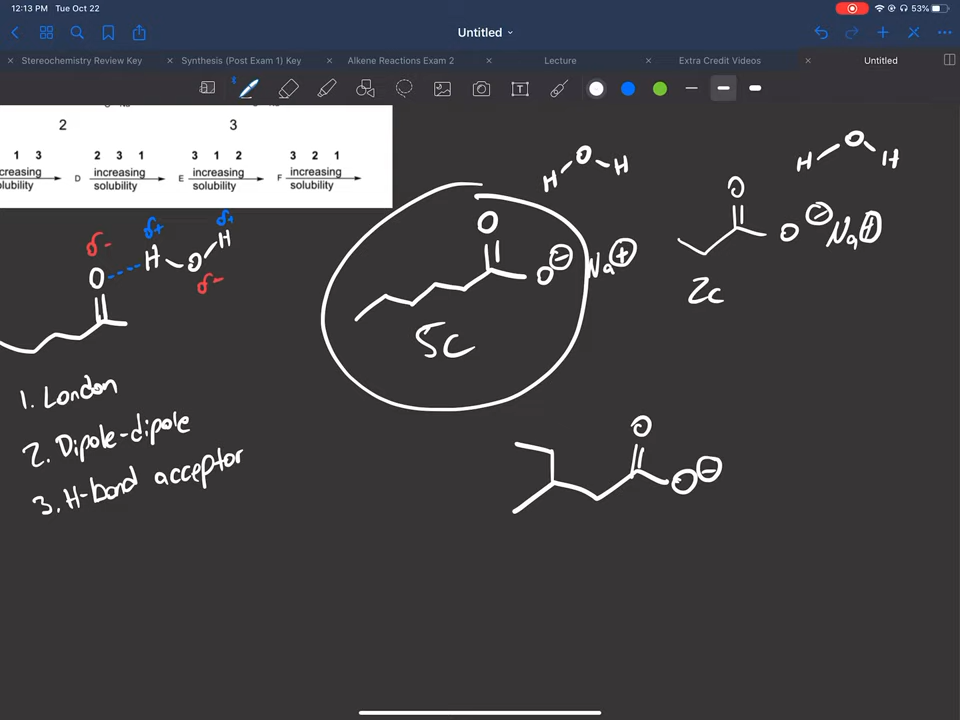 12:13 PM Tue Oct 22
53%
Untitled
Stereochemistry Review Key
Synthesis (Post Exam 1) Key
Alkene Reactions Exam 2
Lecture
Extra Credit Videos
Untitled
2 3
1 3
solubility
D 2 3 1
increasing
solubility
E 3 1 2
increasing
solubility
F 3 2 1
increasing
solubility
δ- δ+ δ+
O H O H
δ-
H O H
O
O⊖ Na⊕
5c
H O H
O
O⊖ Na⊕
2c
1. London
2. Dipole-dipole
3. H-bond acceptor
O
O⊖